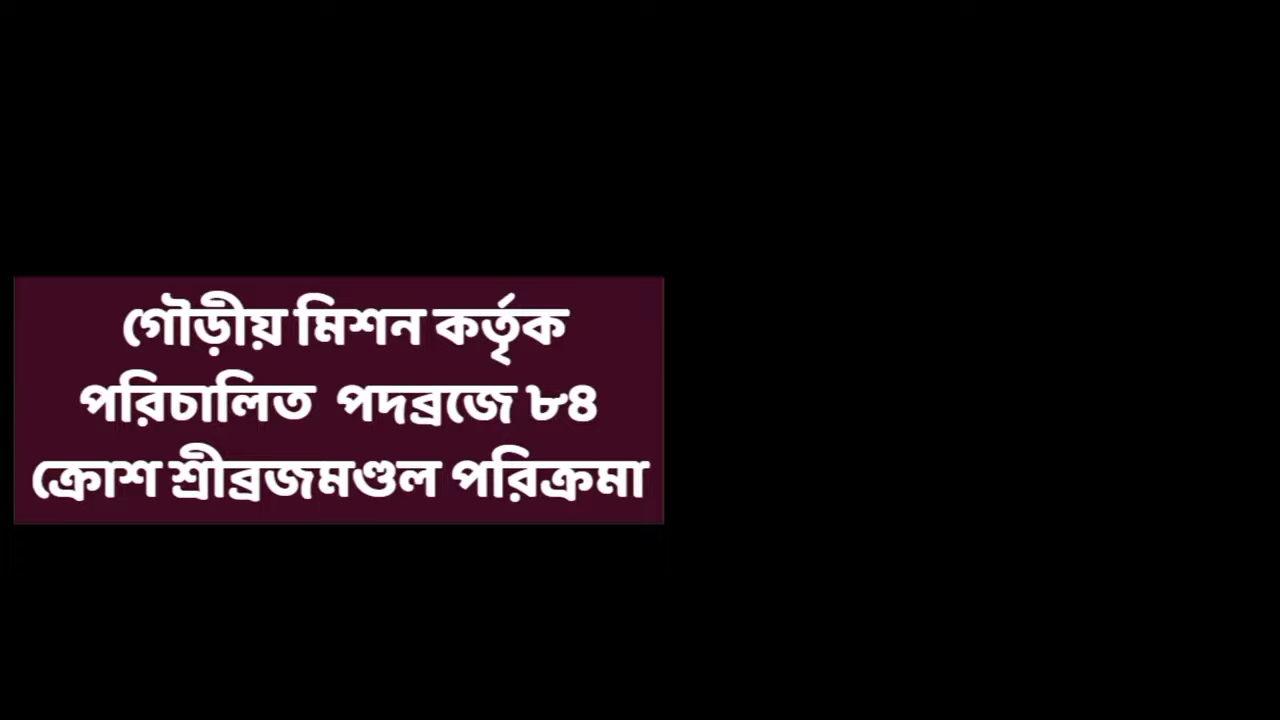 গৌড়ীয় মিশন কর্তৃক
পরিচালিত পদব্রজে ৮৪
ক্রোশ শ্রীব্রজমণ্ডল পরিক্রমা